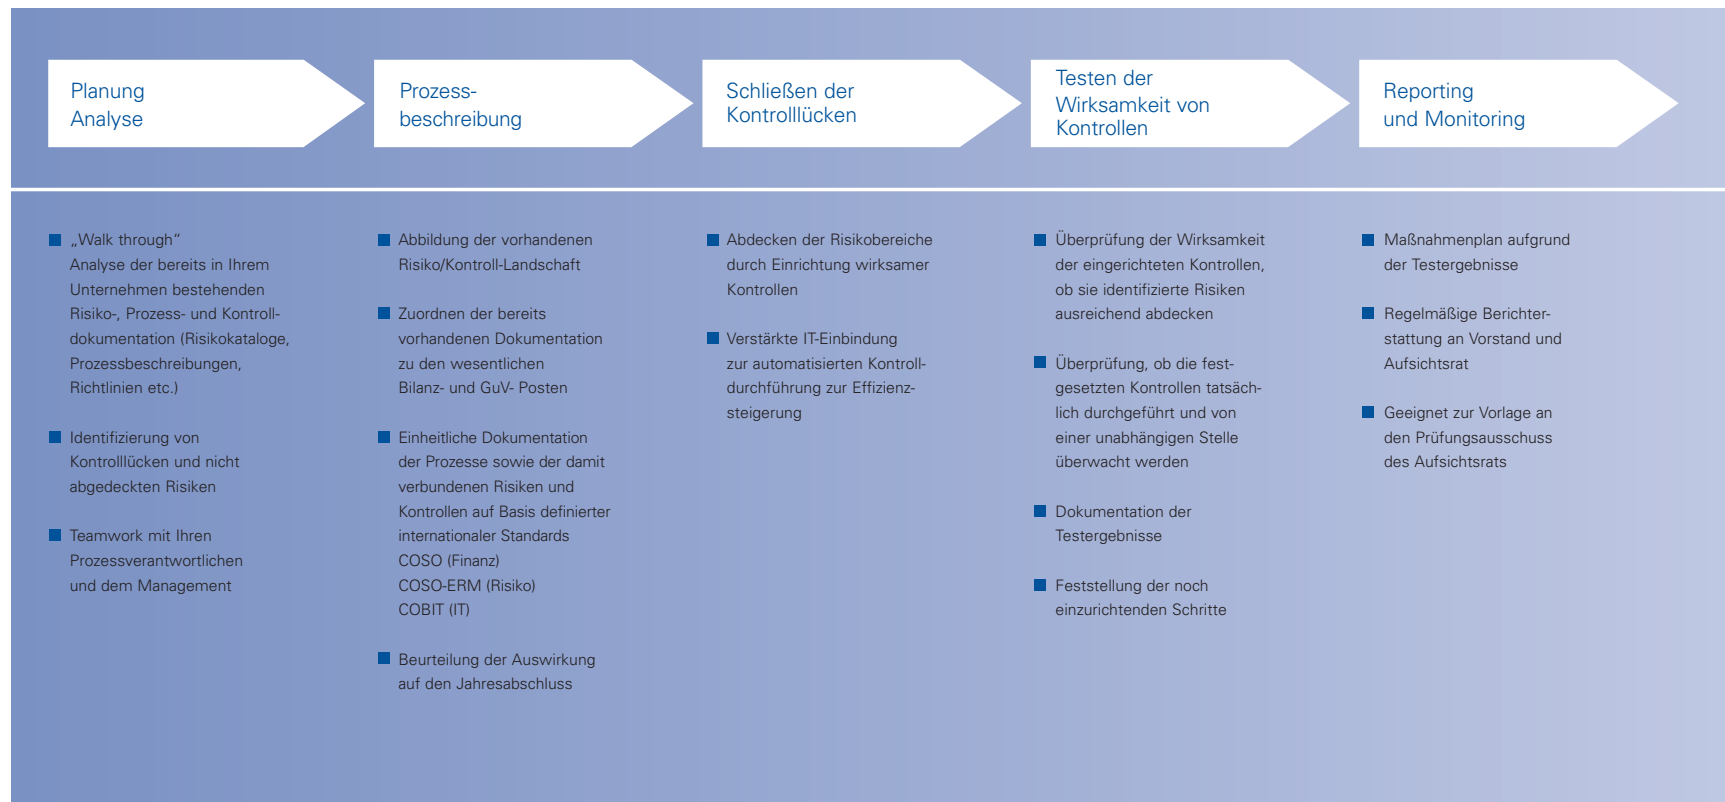 Planung
Analyse
Prozess-
beschreibung
Schließen der
Kontrolllücken
Testen der
Wirksamkeit von
Kontrollen
Reporting
und Monitoring
„Walk through“
Analyse der bereits in Ihrem
Unternehmen bestehenden
Risiko-, Prozess- und Kontroll-
dokumentation (Risikokataloge,
Prozessbeschreibungen,
Richtlinien etc.)
Identifizierung von
Kontrolllücken und nicht
abgedeckten Risiken
Teamwork mit Ihren
Prozessverantwortlichen
und dem Management
Abbildung der vorhandenen
Risiko/Kontroll-Landschaft
Zuordnen der bereits
vorhandenen Dokumentation
zu den wesentlichen
Bilanz- und GuV- Posten
Einheitliche Dokumentation
der Prozesse sowie der damit
verbundenen Risiken und
Kontrollen auf Basis definierter
internationaler Standards
COSO (Finanz)
COSO-ERM (Risiko)
COBIT (IT)
Beurteilung der Auswirkung
auf den Jahresabschluss
Abdecken der Risikobereiche
durch Einrichtung wirksamer
Kontrollen
Verstärkte IT-Einbindung
zur automatisierten Kontroll-
durchführung zur Effizienz-
steigerung
Überprüfung der Wirksamkeit
der eingerichteten Kontrollen,
ob sie identifizierte Risiken
ausreichend abdecken
Überprüfung, ob die fest-
gesetzten Kontrollen tatsäch-
lich durchgeführt und von
einer unabhängigen Stelle
überwacht werden
Dokumentation der
Testergebnisse
Feststellung der noch
einzurichtenden Schritte
Maßnahmenplan aufgrund
der Testergebnisse
Regelmäßige Berichter-
stattung an Vorstand und
Aufsichtsrat
Geeignet zur Vorlage an
den Prüfungsausschuss
des Aufsichtsrats